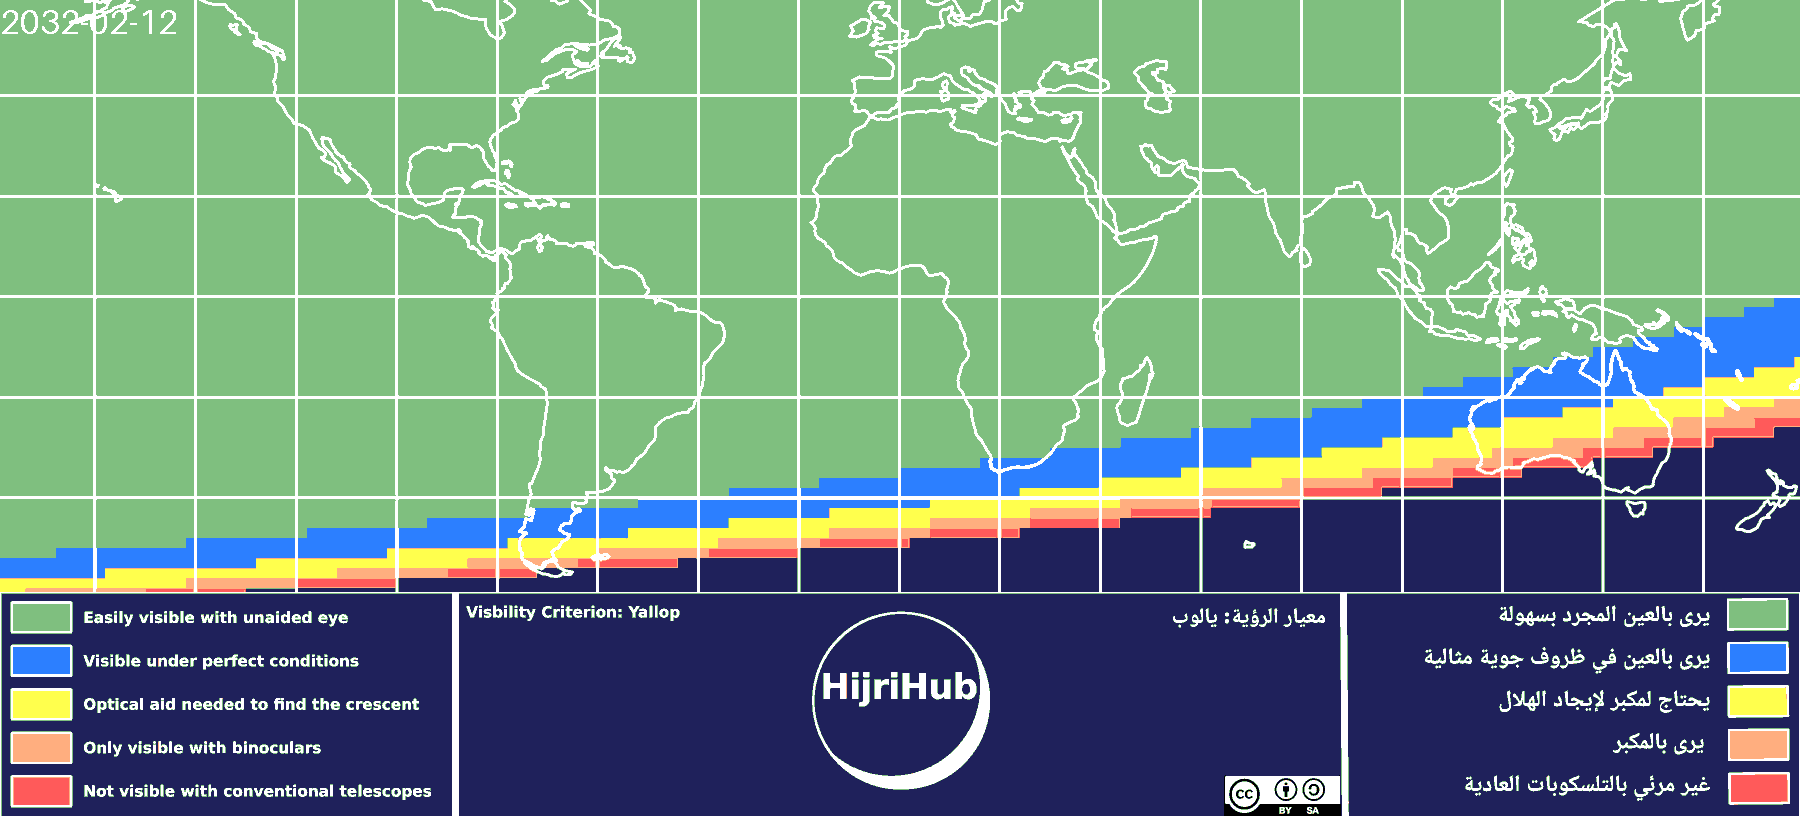 2032-02-12
Easily visible with unaided eye
Visible under perfect conditions
Optical aid needed to find the crescent
Only visible with binoculars
Not visible with conventional telescopes
Visbility Criterion: Yallop
معيار الرؤية: يالوب
HijriHub
cc
BY SA
يرى بالعين المجرد بسهولة
يرى بالعين في ظروف جوية مثالية
يحتاج لمكبر لإيجاد الهلال
يرى بالمكبر
غير مرئي بالتلسكوبات العادية